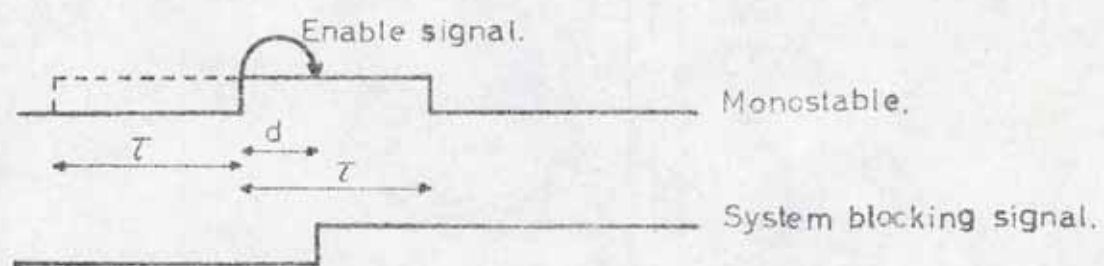 Enable signal.
Monostable.
τ
d
τ
System blocking signal.